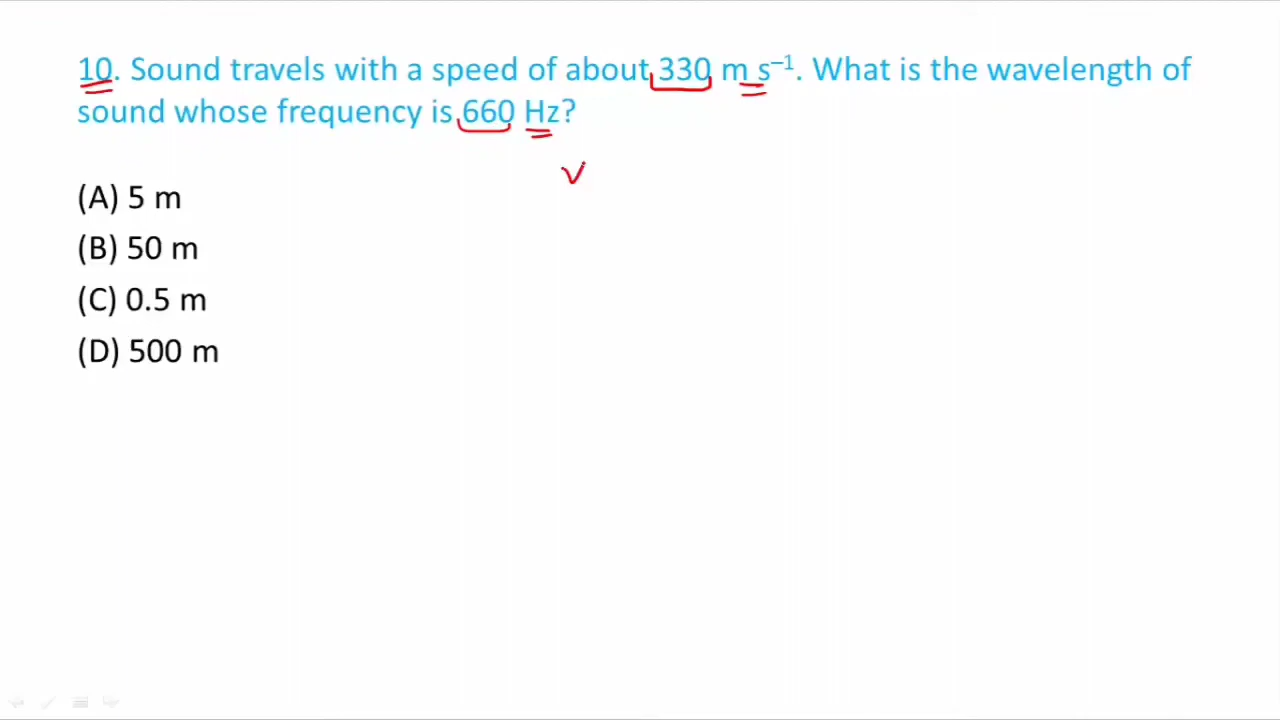 10. Sound travels with a speed of about 330 m s⁻¹. What is the wavelength of
sound whose frequency is 660 Hz?
v
(A) 5 m
(B) 50 m
(C) 0.5 m
(D) 500 m